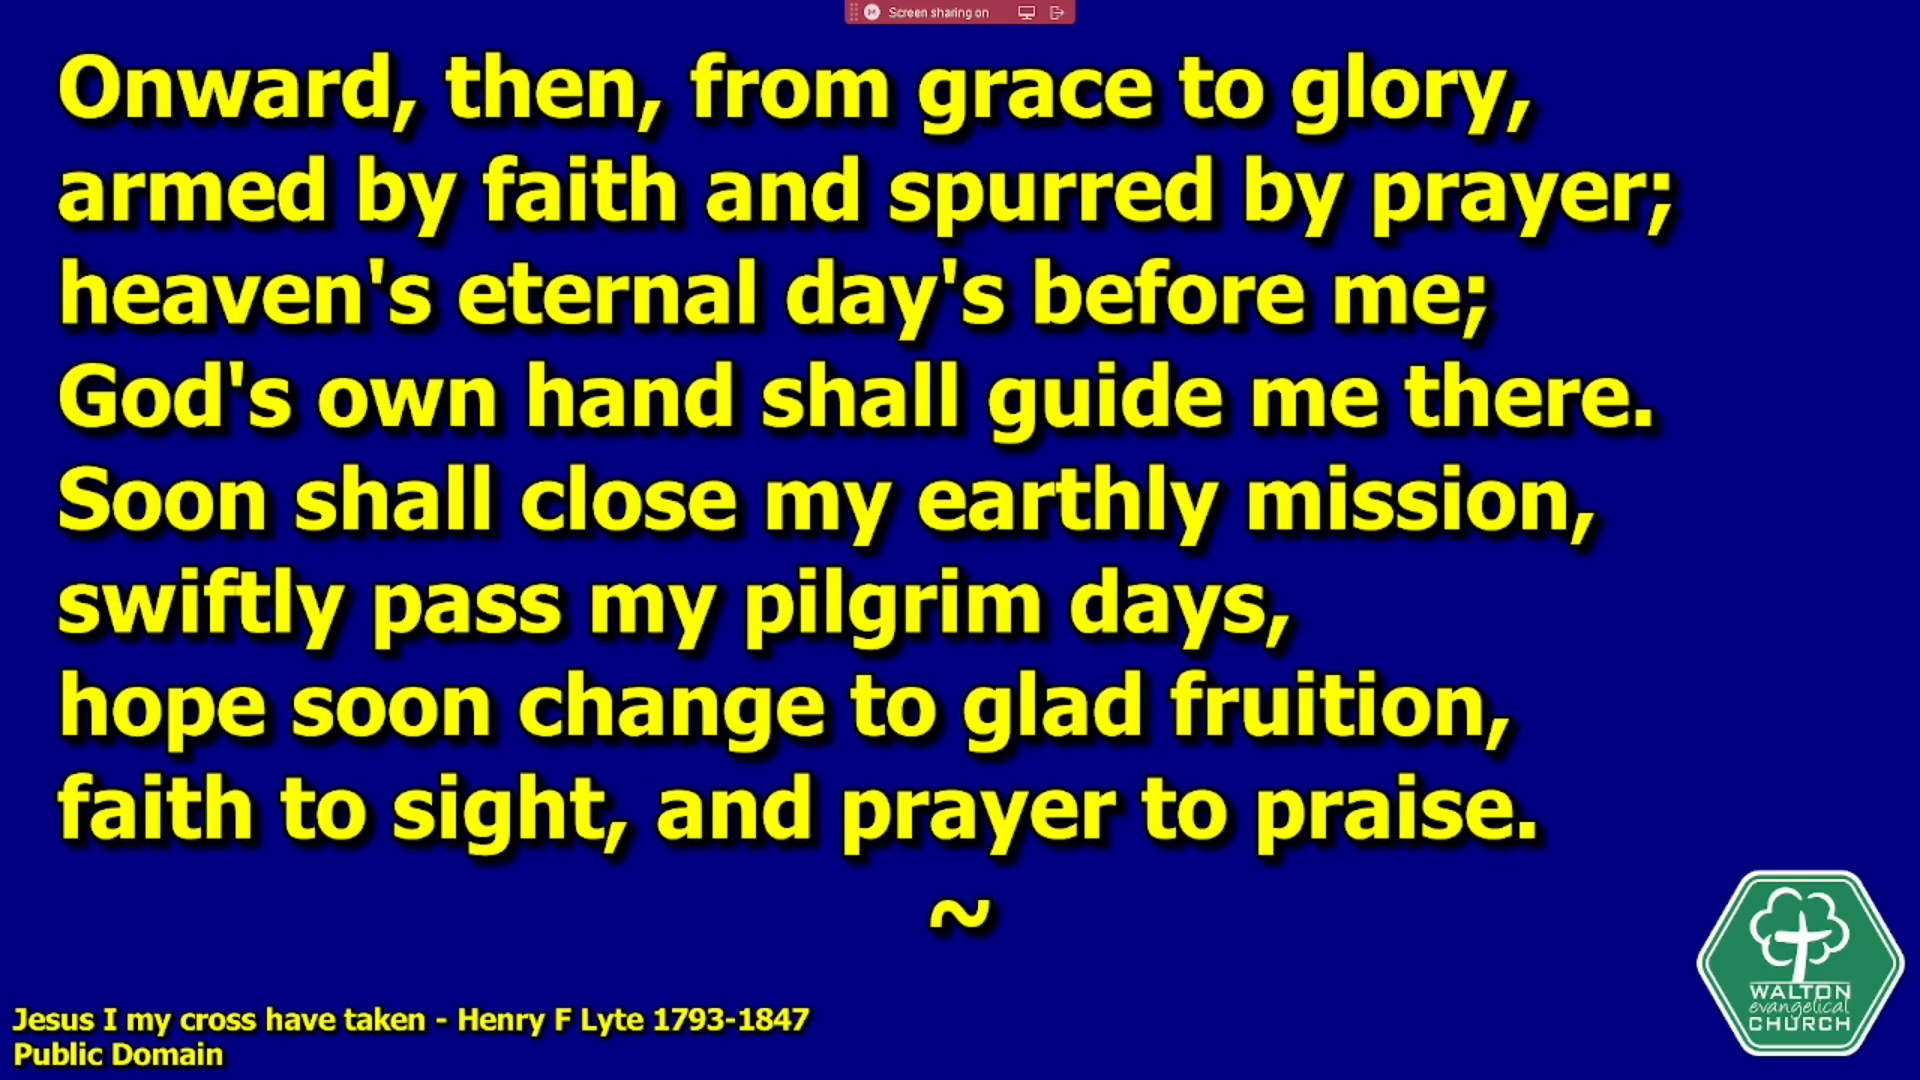 Screen sharing on
Onward, then, from grace to glory,
armed by faith and spurred by prayer;
heaven's eternal day's before me;
God's own hand shall guide me there.
Soon shall close my earthly mission,
swiftly pass my pilgrim days,
hope soon change to glad fruition,
faith to sight, and prayer to praise.
~
WALTON
evangelical
CHURCH
Jesus I my cross have taken - Henry F Lyte 1793-1847
Public Domain